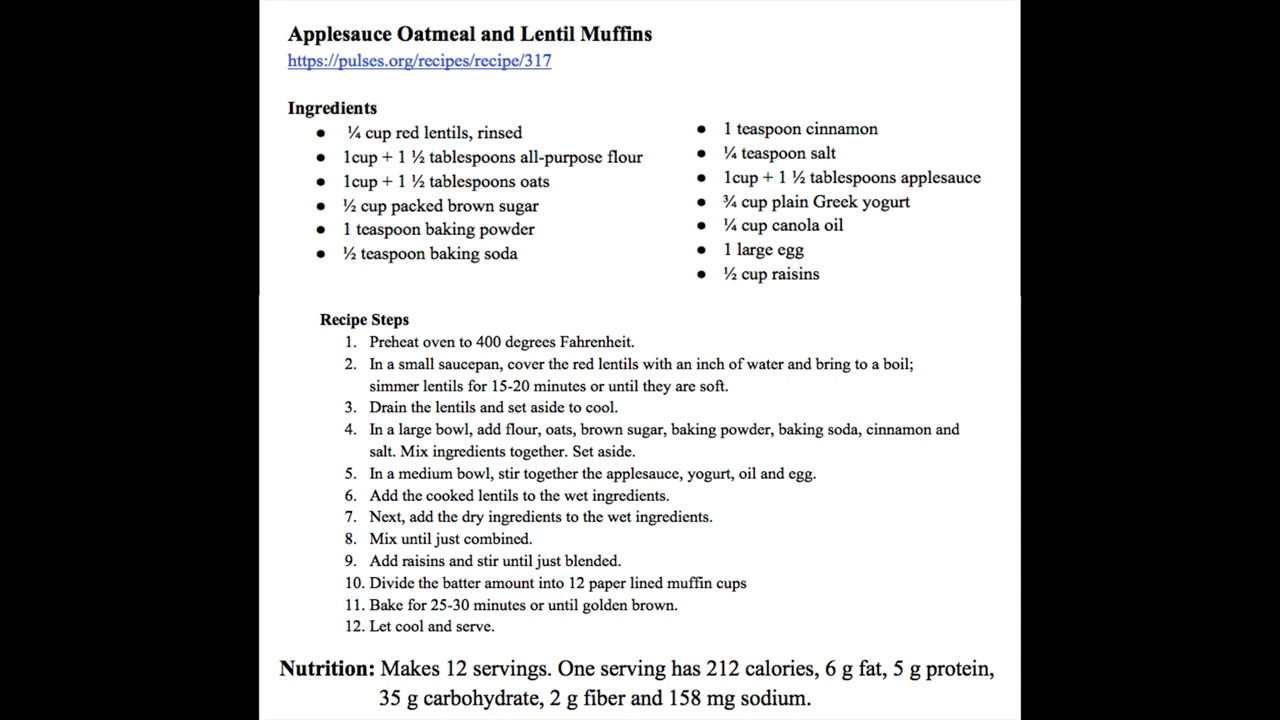 Applesauce Oatmeal and Lentil Muffins
https://pulses.org/recipes/recipe/317
Ingredients
● ¼ cup red lentils, rinsed
● 1cup + 1 ½ tablespoons all-purpose flour
● 1cup + 1 ½ tablespoons oats
● ½ cup packed brown sugar
● 1 teaspoon baking powder
● ½ teaspoon baking soda
● 1 teaspoon cinnamon
● ¼ teaspoon salt
● 1cup + 1 ½ tablespoons applesauce
● ¾ cup plain Greek yogurt
● ¼ cup canola oil
● 1 large egg
● ½ cup raisins
Recipe Steps
1. Preheat oven to 400 degrees Fahrenheit.
2. In a small saucepan, cover the red lentils with an inch of water and bring to a boil;
simmer lentils for 15-20 minutes or until they are soft.
3. Drain the lentils and set aside to cool.
4. In a large bowl, add flour, oats, brown sugar, baking powder, baking soda, cinnamon and
salt. Mix ingredients together. Set aside.
5. In a medium bowl, stir together the applesauce, yogurt, oil and egg.
6. Add the cooked lentils to the wet ingredients.
7. Next, add the dry ingredients to the wet ingredients.
8. Mix until just combined.
9. Add raisins and stir until just blended.
10. Divide the batter amount into 12 paper lined muffin cups
11. Bake for 25-30 minutes or until golden brown.
12. Let cool and serve.
Nutrition: Makes 12 servings. One serving has 212 calories, 6 g fat, 5 g protein,
35 g carbohydrate, 2 g fiber and 158 mg sodium.